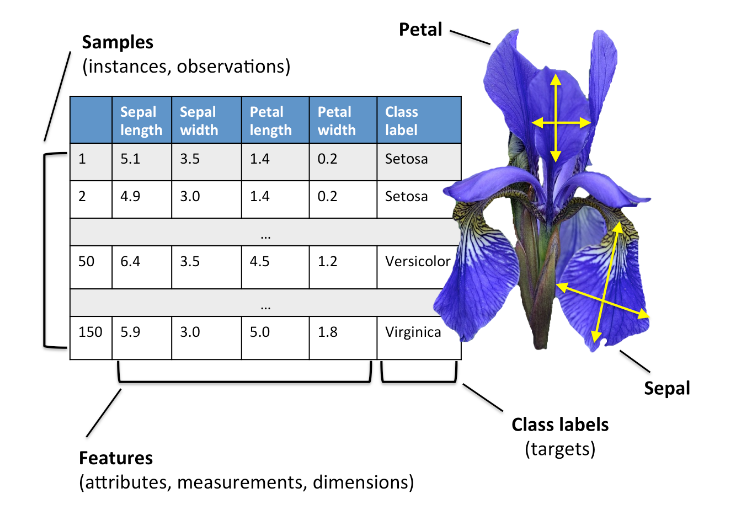 Samples
(instances, observations)
Petal
Sepal length Sepal width Petal length Petal width Class label
1 5.1 3.5 1.4 0.2 Setosa
2 4.9 3.0 1.4 0.2 Setosa
...
50 6.4 3.5 4.5 1.2 Versicolor
...
150 5.9 3.0 5.0 1.8 Virginica
Sepal
Class labels
(targets)
Features
(attributes, measurements, dimensions)